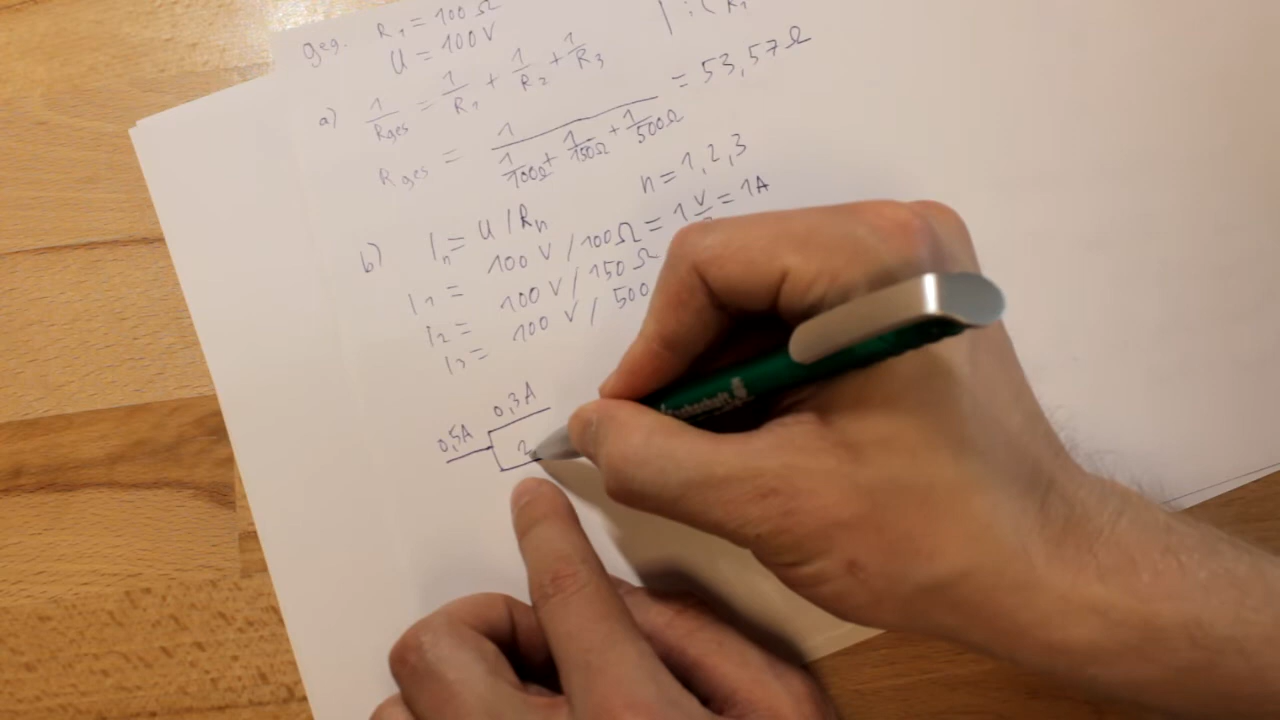 geg. R₁ = 100 Ω
U = 100 V
a) 1/Rges = 1/R₁ + 1/R₂ + 1/R₃
Rges = 1/(1/100Ω + 1/150Ω + 1/500Ω) = 53,57 Ω
b) Iₙ = U / Rₙ n = 1, 2, 3
I₁ = 100 V / 100 Ω = 1 V = 1A
I₂ = 100 V / 150 Ω
I₃ = 100 V / 500
0,3A
0,5A